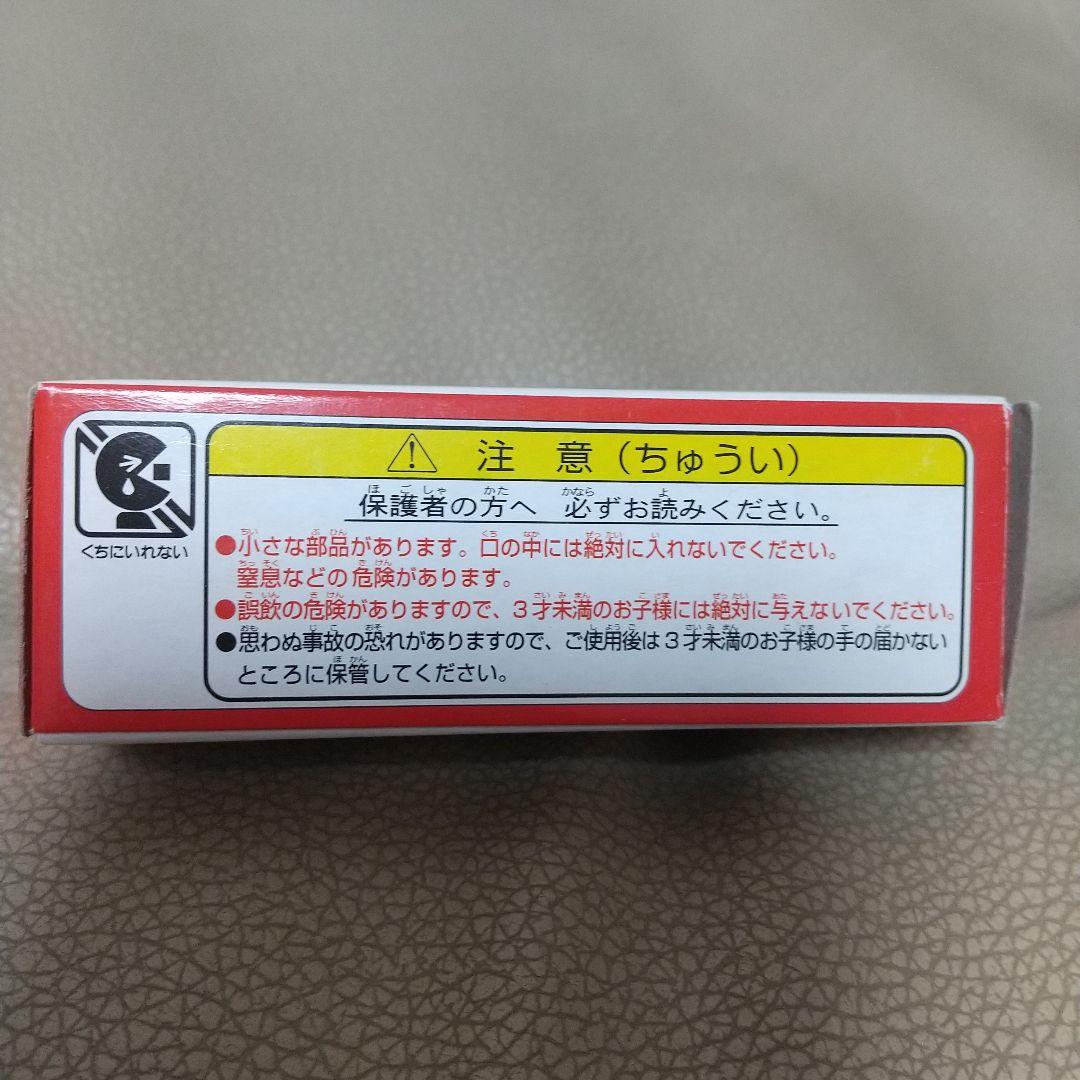 くちにいれない
⚠ 注意(ちゅうい)
保護者の方へ 必ずお読みください。
●小さな部品があります。口の中には絶対に入れないでください。
窒息などの危険があります。
●誤飲の危険がありますので、3才未満のお子様には絶対に与えないでください。
●思わぬ事故の恐れがありますので、ご使用後は3才未満のお子様の手の届かない
ところに保管してください。